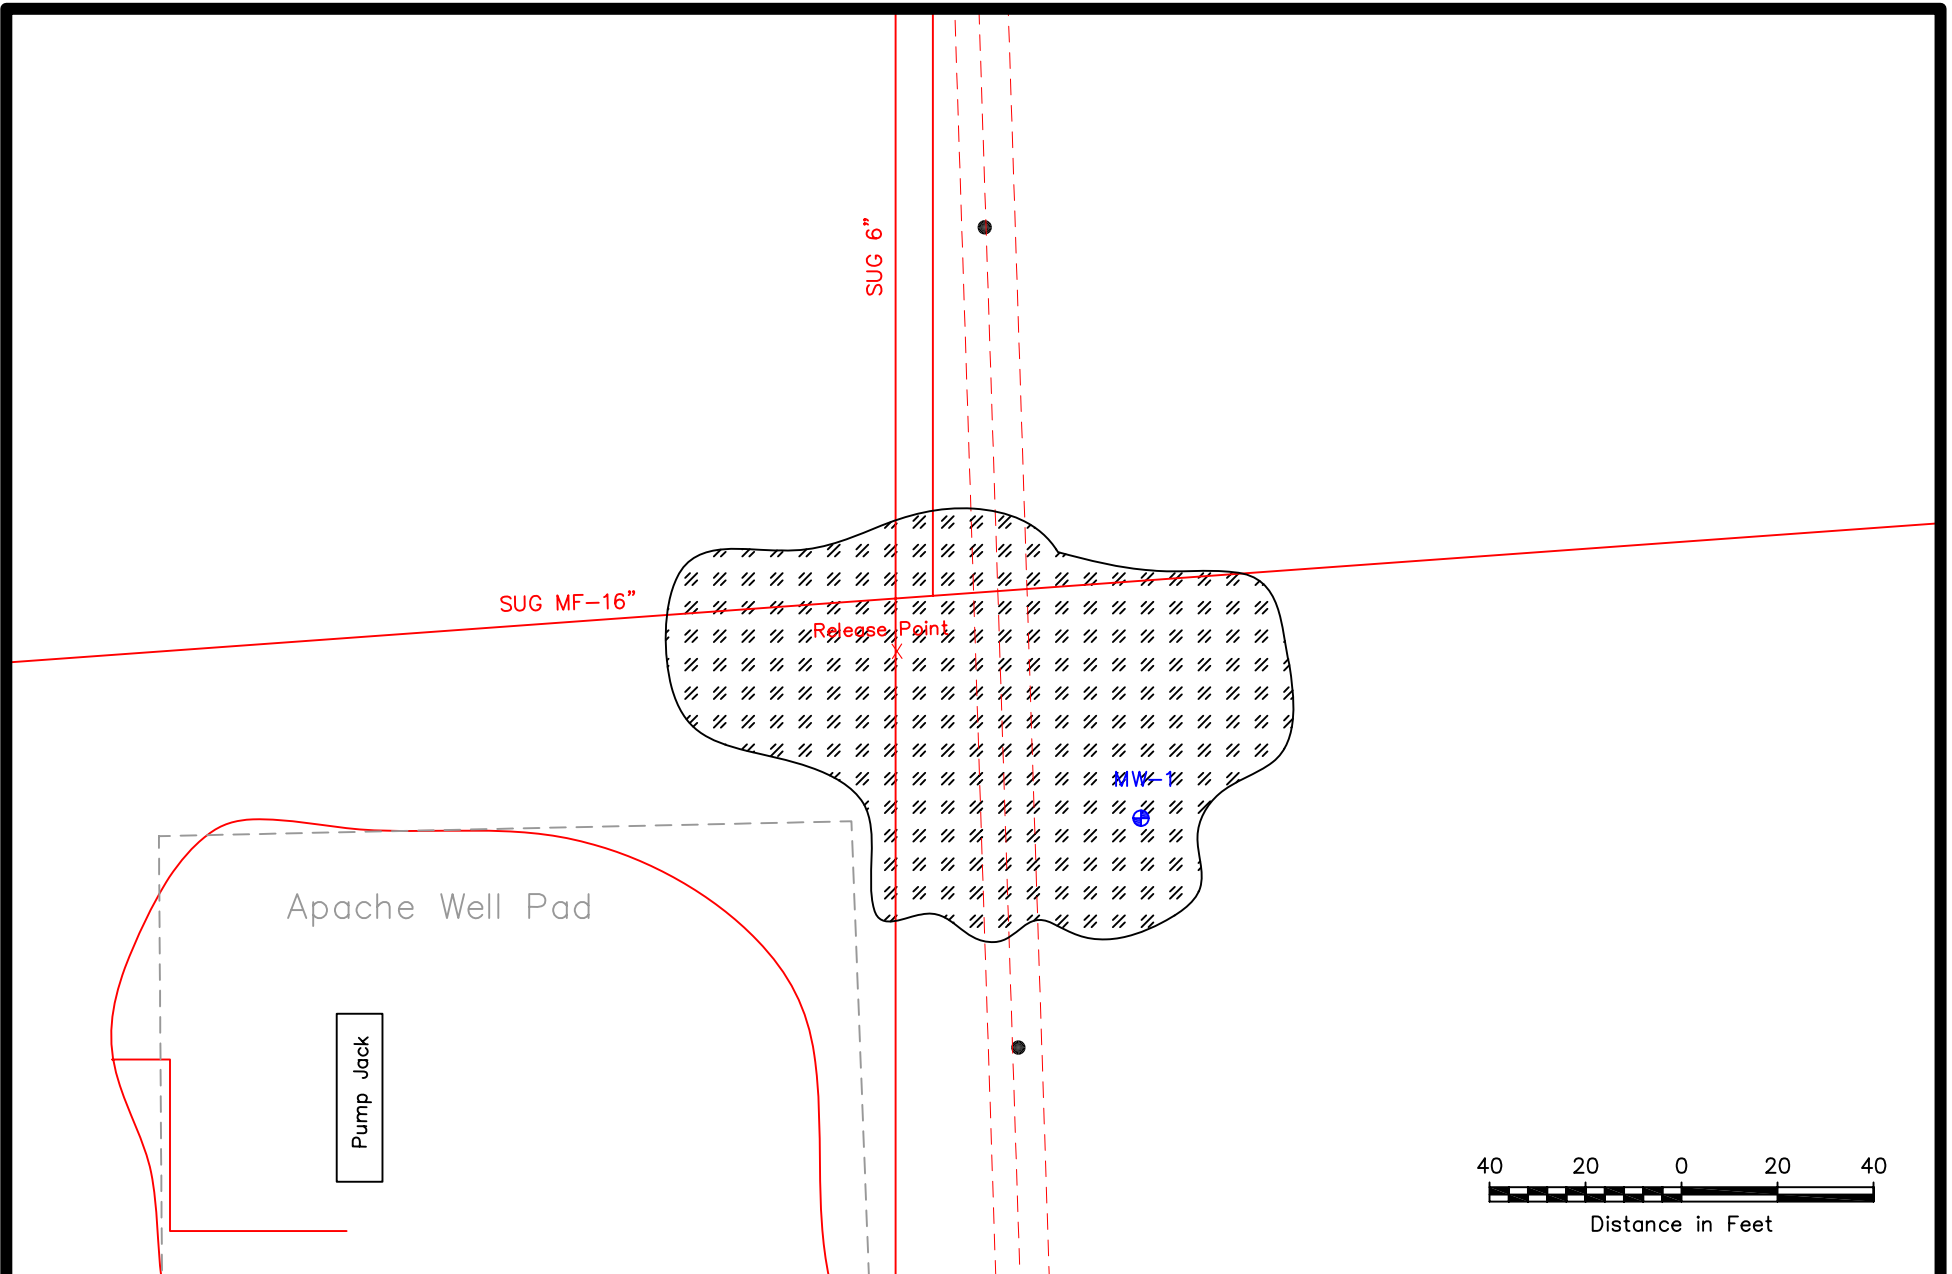 SUG 6”
SUG MF-16”
Release Point
MW-1
Apache Well Pad
Pump Jack
40 20 0 20 40
Distance in Feet